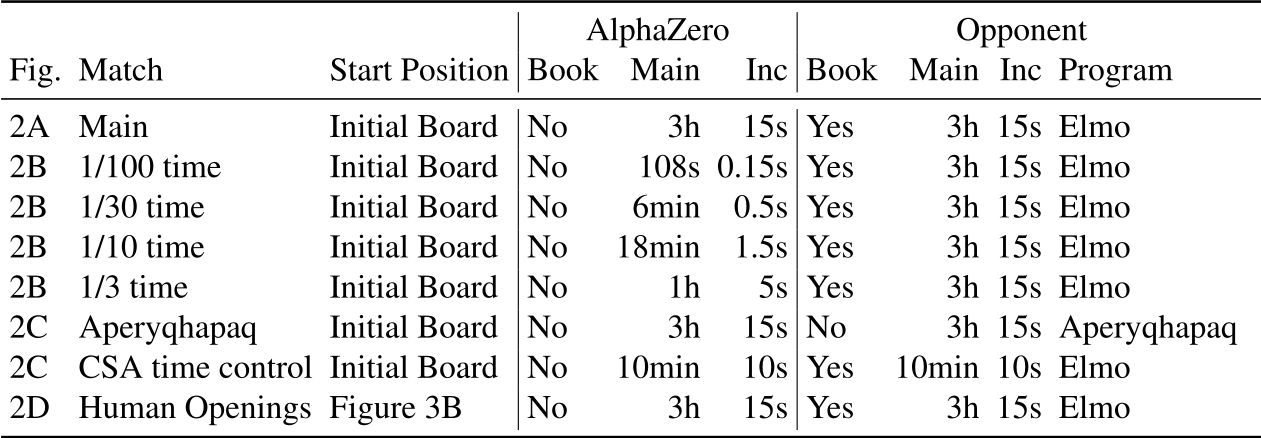 AlphaZero Opponent
Fig. Match Start Position Book Main Inc Book Main Inc Program
2A Main Initial Board No 3h 15s Yes 3h 15s Elmo
2B 1/100 time Initial Board No 108s 0.15s Yes 3h 15s Elmo
2B 1/30 time Initial Board No 6min 0.5s Yes 3h 15s Elmo
2B 1/10 time Initial Board No 18min 1.5s Yes 3h 15s Elmo
2B 1/3 time Initial Board No 1h 5s Yes 3h 15s Elmo
2C Aperyqhapaq Initial Board No 3h 15s No 3h 15s Aperyqhapaq
2C CSA time control Initial Board No 10min 10s Yes 10min 10s Elmo
2D Human Openings Figure 3B No 3h 15s Yes 3h 15s Elmo